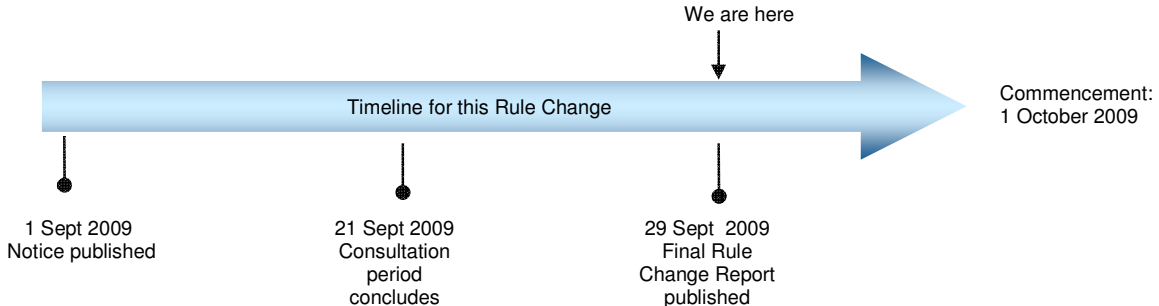 We are here
Timeline for this Rule Change
Commencement:
1 October 2009
1 Sept 2009
Notice published
21 Sept 2009
Consultation
period
concludes
29 Sept 2009
Final Rule
Change Report
published